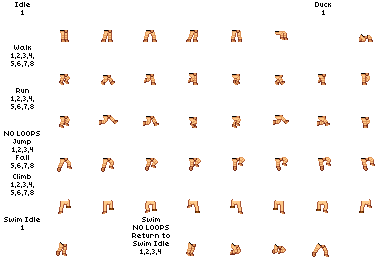 Idle
1
Duck
1
Walk
1,2,3,4,
5,6,7,8
Run
1,2,3,4,
5,6,7,8
NO LOOPS
Jump
1,2,3,4
Fall
5,6,7,8
Climb
1,2,3,4,
5,6,7,8
Swim Idle
1
Swim
NO LOOPS
Return to
Swim Idle
1,2,3,4